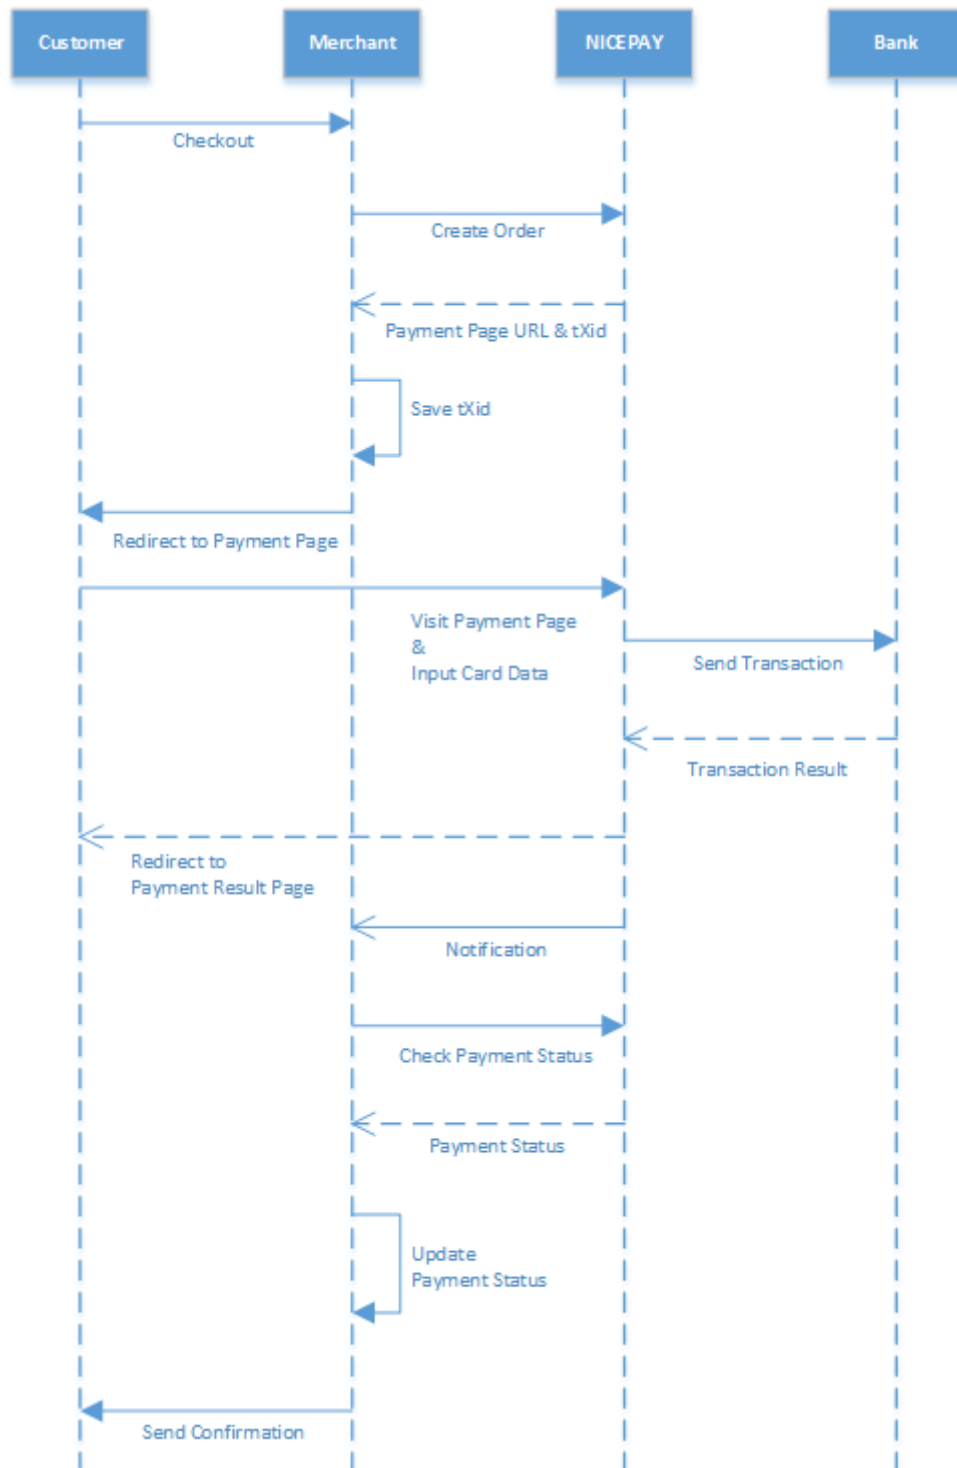 Customer
Merchant
NICEPAY
Bank
Checkout
Create Order
Payment Page URL & tXid
Save tXid
Redirect to Payment Page
Visit Payment Page
&
Input Card Data
Send Transaction
Transaction Result
Redirect to
Payment Result Page
Notification
Check Payment Status
Payment Status
Update
Payment Status
Send Confirmation